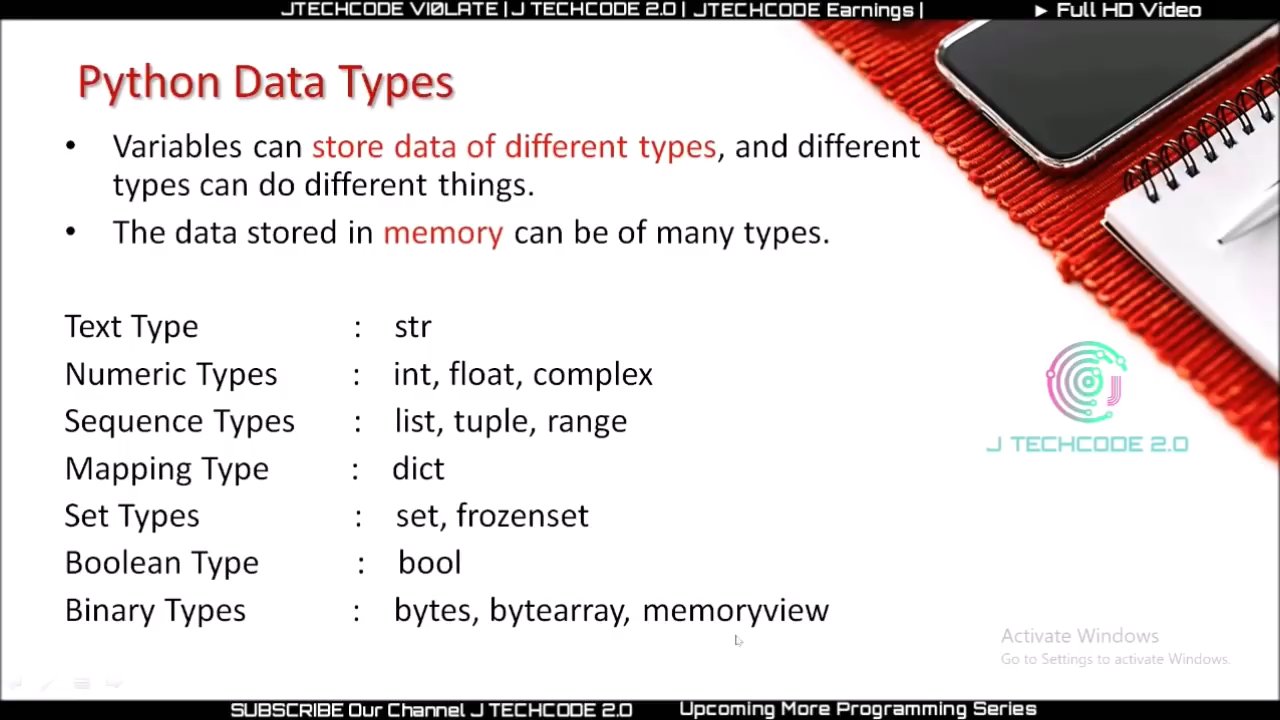 JTECHCODE VI0LATE | J TECHCODE 2.0 | JTECHCODE Earnings | ► Full HD Video
Python Data Types
• Variables can store data of different types, and different
types can do different things.
• The data stored in memory can be of many types.
Text Type : str
Numeric Types : int, float, complex
Sequence Types : list, tuple, range
Mapping Type : dict
Set Types : set, frozenset
Boolean Type : bool
Binary Types : bytes, bytearray, memoryview
J
J TECHCODE 2.0
Activate Windows
Go to Settings to activate Windows.
SUBSCRIBE Our Channel J TECHCODE 2.0 Upcoming More Programming Series